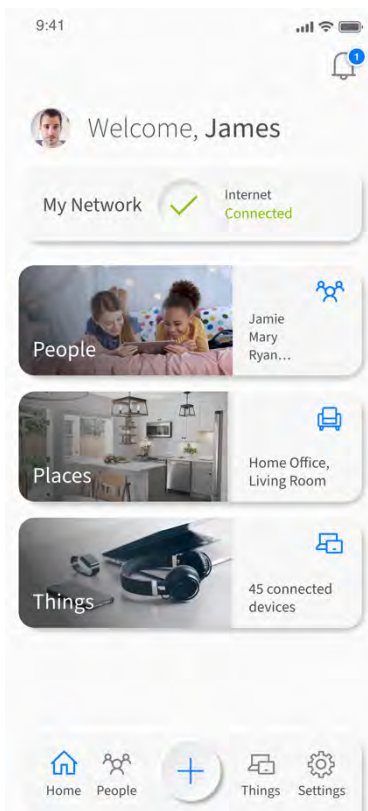 9:41
1
Welcome, James
My Network
Internet
Connected
People
Jamie
Mary
Ryan...
Places
Home Office,
Living Room
Things
45 connected
devices
Home People Things Settings